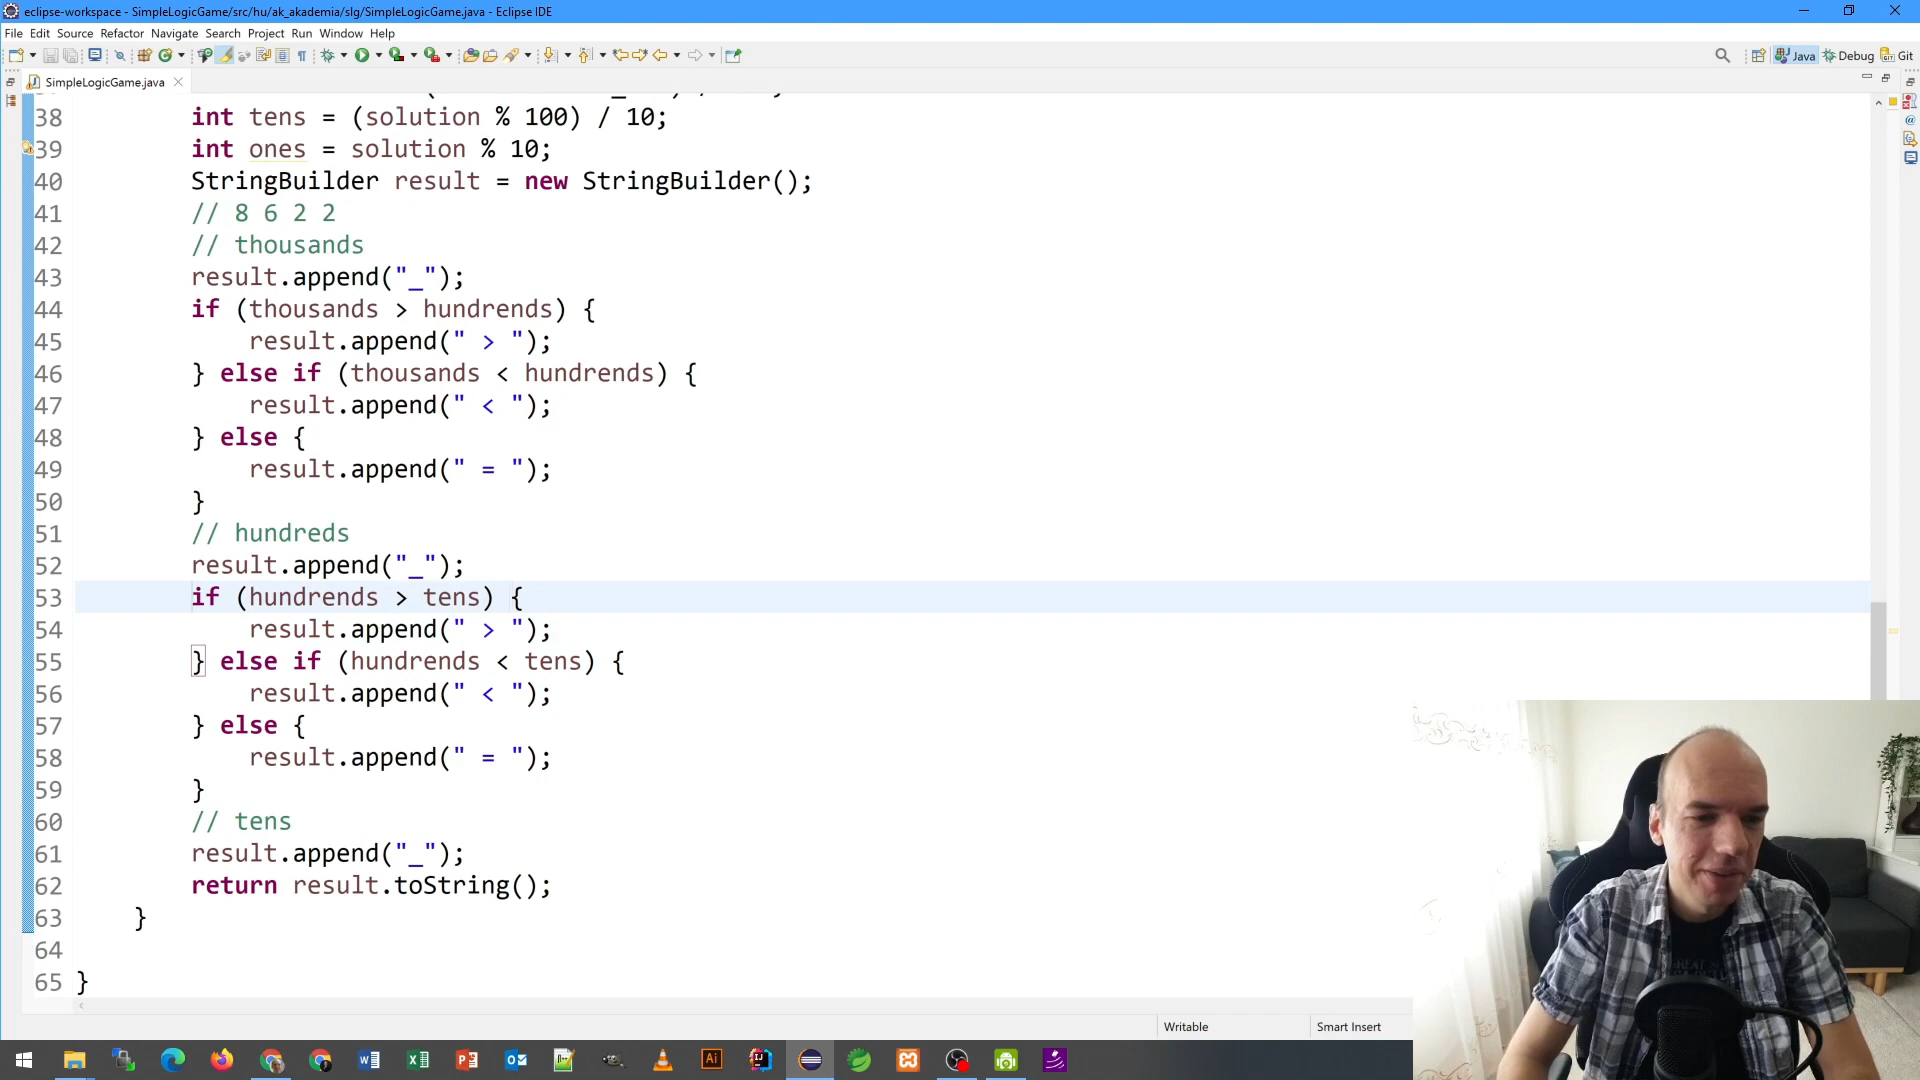 eclipse-workspace - SimpleLogicGame/src/hu/ak_akademia/slg/SimpleLogicGame.java - Eclipse IDE
File Edit Source Refactor Navigate Search Project Run Window Help
Java Debug Git
SimpleLogicGame.java
38 int tens = (solution % 100) / 10;
39 int ones = solution % 10;
40 StringBuilder result = new StringBuilder();
41 // 8 6 2 2
42 // thousands
43 result.append("_");
44 if (thousands > hundrends) {
45 result.append(" > ");
46 } else if (thousands < hundrends) {
47 result.append(" < ");
48 } else {
49 result.append(" = ");
50 }
51 // hundreds
52 result.append("_");
53 if (hundrends > tens) {
54 result.append(" > ");
55 } else if (hundrends < tens) {
56 result.append(" < ");
57 } else {
58 result.append(" = ");
59 }
60 // tens
61 result.append("_");
62 return result.toString();
63 }
64
65 }
Writable Smart Insert